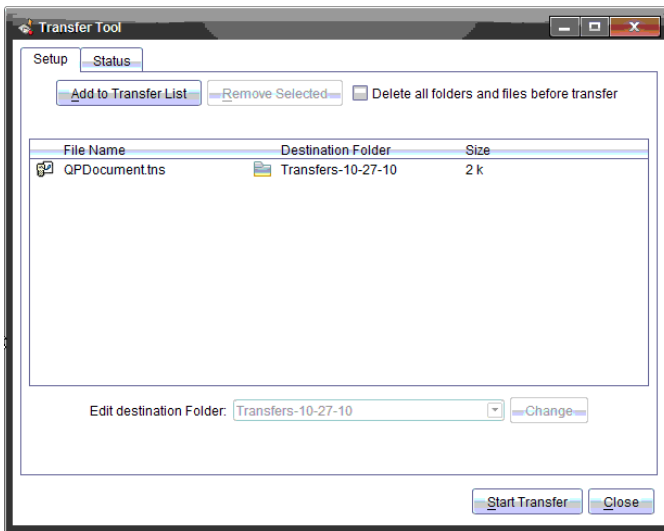 Transfer Tool
Setup Status
Add to Transfer List Remove Selected Delete all folders and files before transfer
File Name Destination Folder Size
QPDocument.tns Transfers-10-27-10 2 k
Edit destination Folder: Transfers-10-27-10 Change
Start Transfer Close